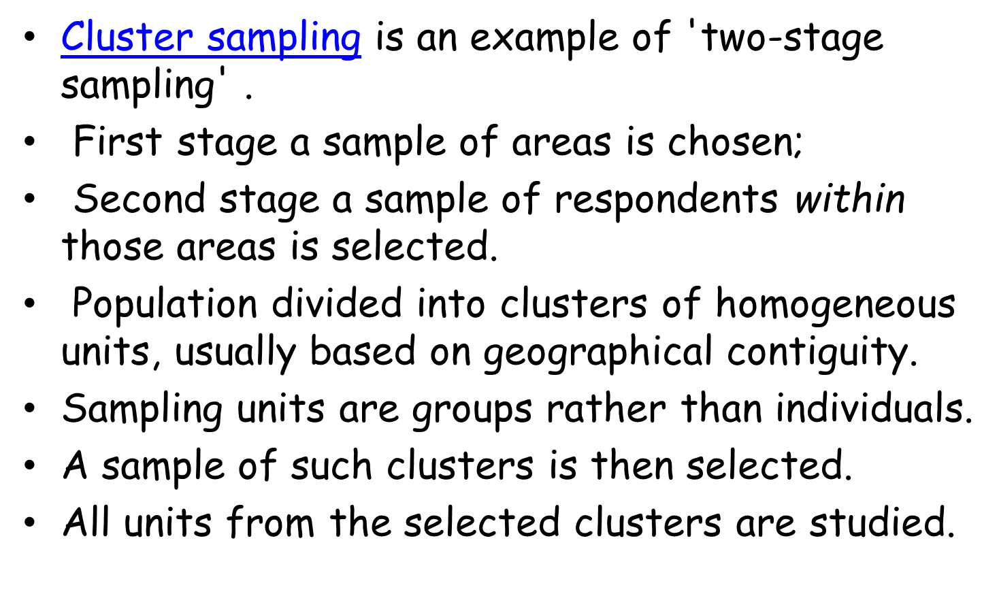 • Cluster sampling is an example of 'two-stage
sampling' .
• First stage a sample of areas is chosen;
• Second stage a sample of respondents within
those areas is selected.
• Population divided into clusters of homogeneous
units, usually based on geographical contiguity.
• Sampling units are groups rather than individuals.
• A sample of such clusters is then selected.
• All units from the selected clusters are studied.